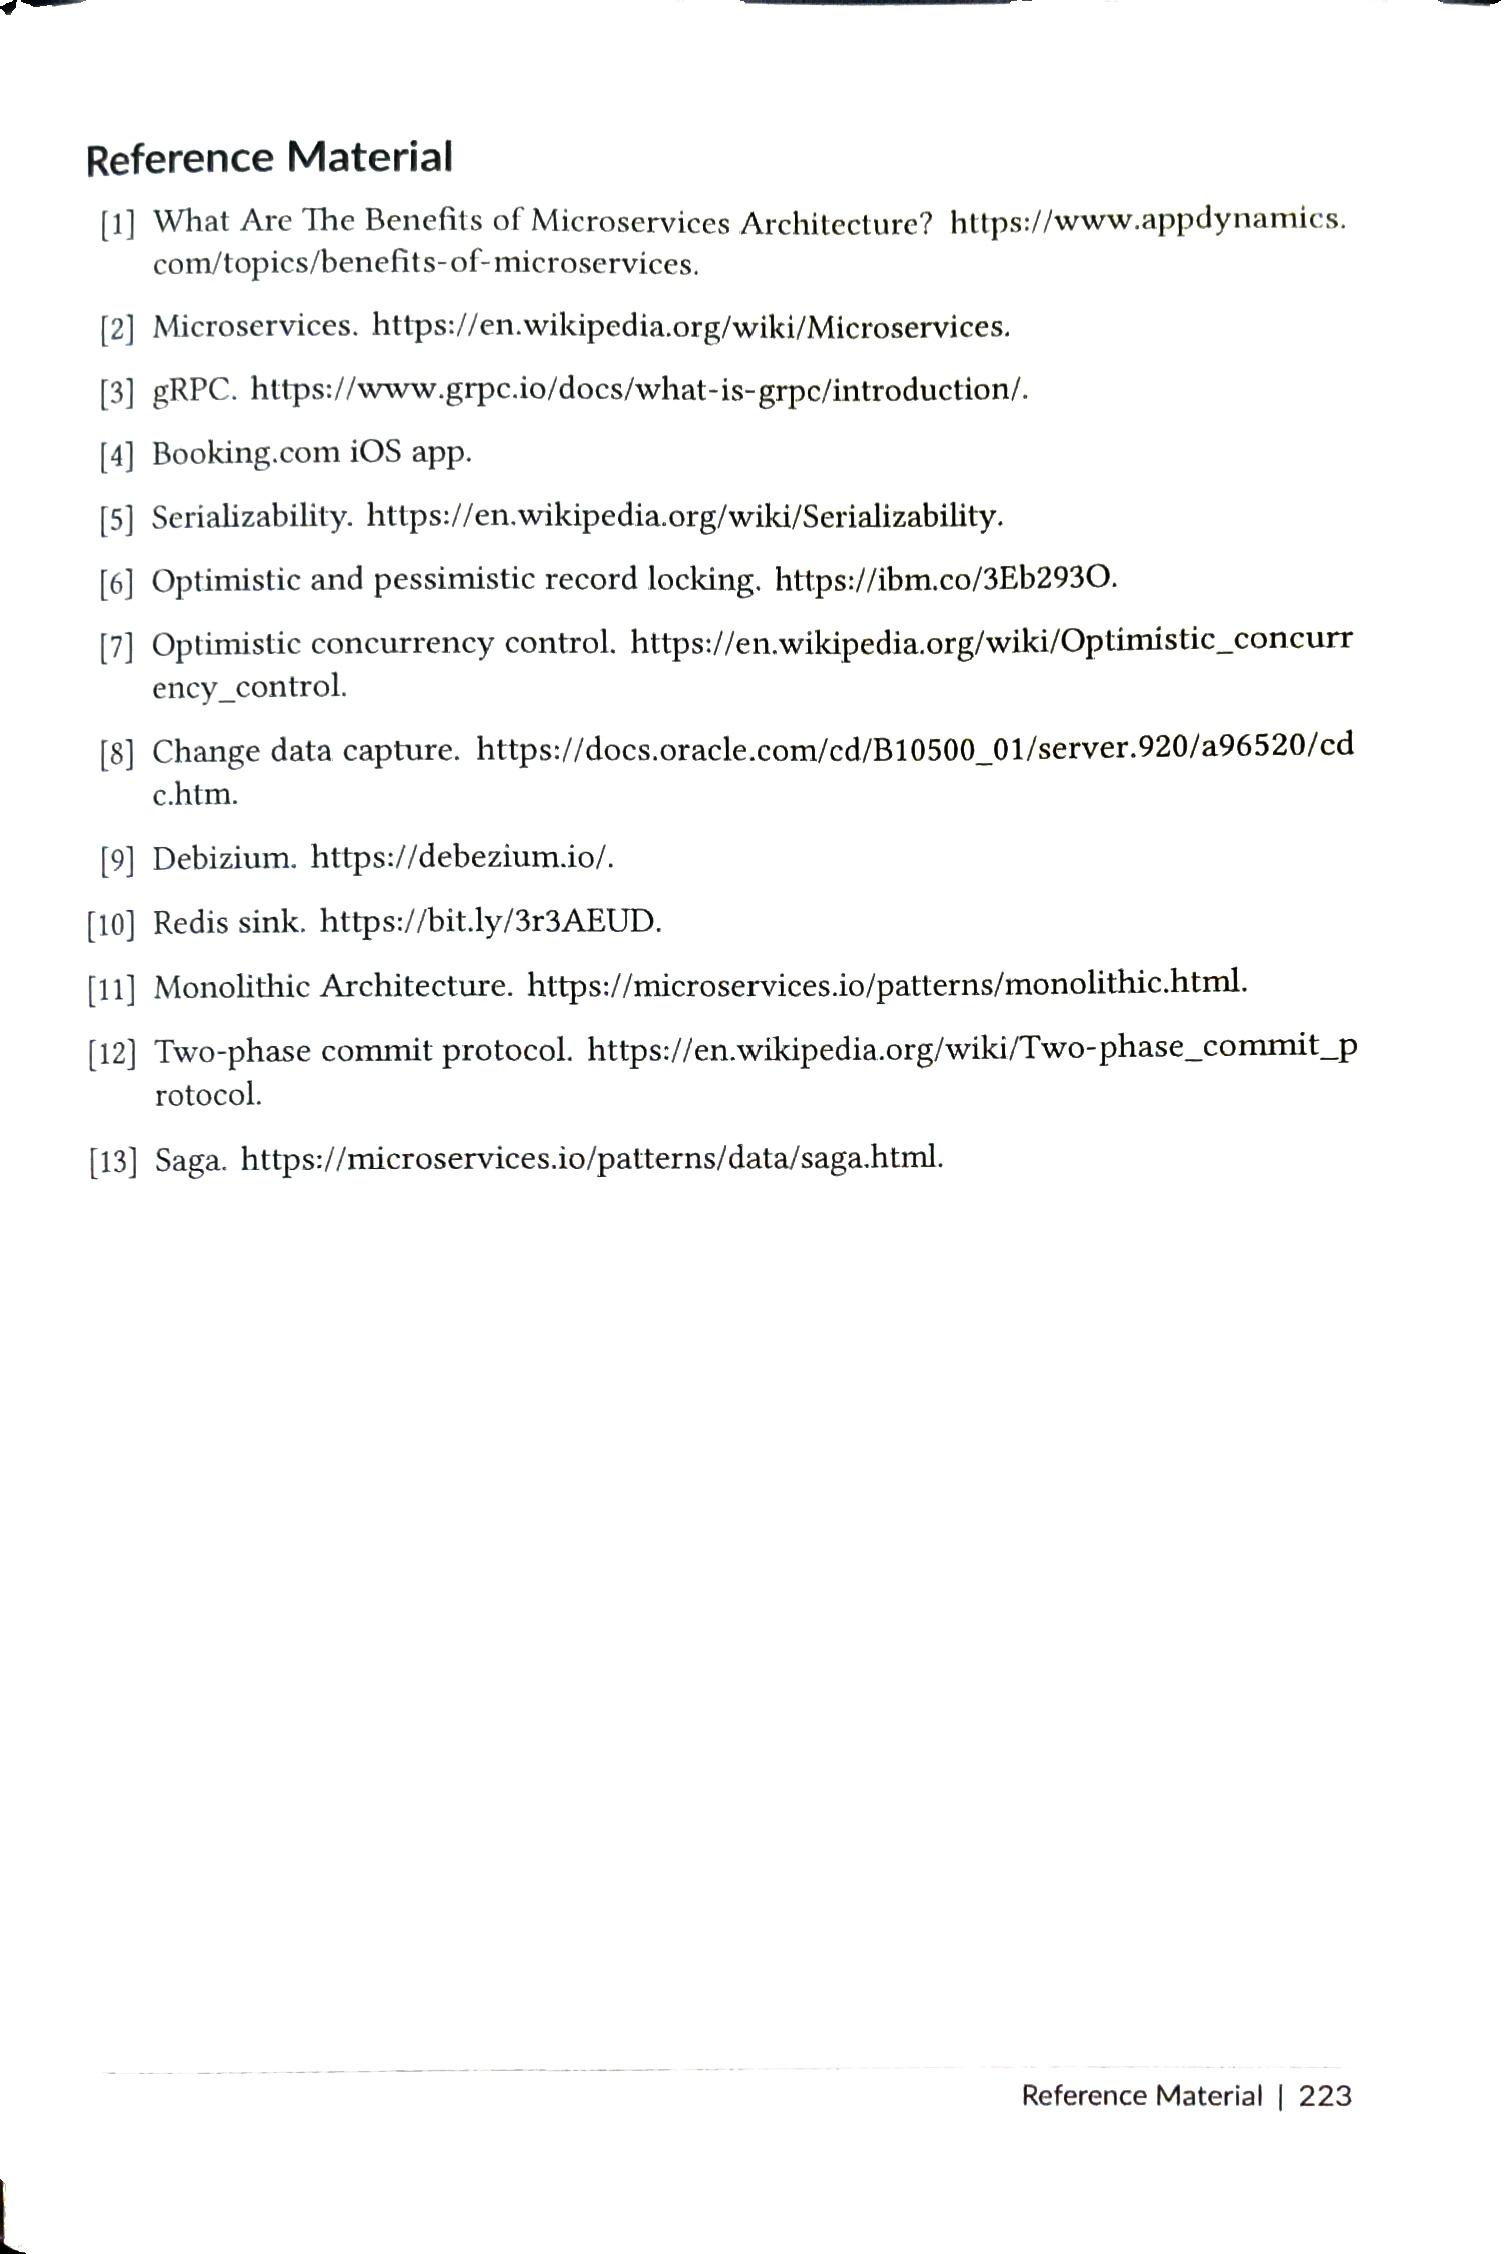 Reference Material
[1] What Are The Benefits of Microservices Architecture? https://www.appdynamics.
com/topics/benefits-of-microservices.
[2] Microservices. https://en.wikipedia.org/wiki/Microservices.
[3] gRPC. https://www.grpc.io/docs/what-is-grpc/introduction/.
[4] Booking.com iOS app.
[5] Serializability. https://en.wikipedia.org/wiki/Serializability.
[6] Optimistic and pessimistic record locking. https://ibm.co/3Eb293O.
[7] Optimistic concurrency control. https://en.wikipedia.org/wiki/Optimistic_concurr
ency_control.
[8] Change data capture. https://docs.oracle.com/cd/B10500_01/server.920/a96520/cd
c.htm.
[9] Debizium. https://debezium.io/.
[10] Redis sink. https://bit.ly/3r3AEUD.
[11] Monolithic Architecture. https://microservices.io/patterns/monolithic.html.
[12] Two-phase commit protocol. https://en.wikipedia.org/wiki/Two-phase_commit_p
rotocol.
[13] Saga. https://microservices.io/patterns/data/saga.html.
Reference Material | 223